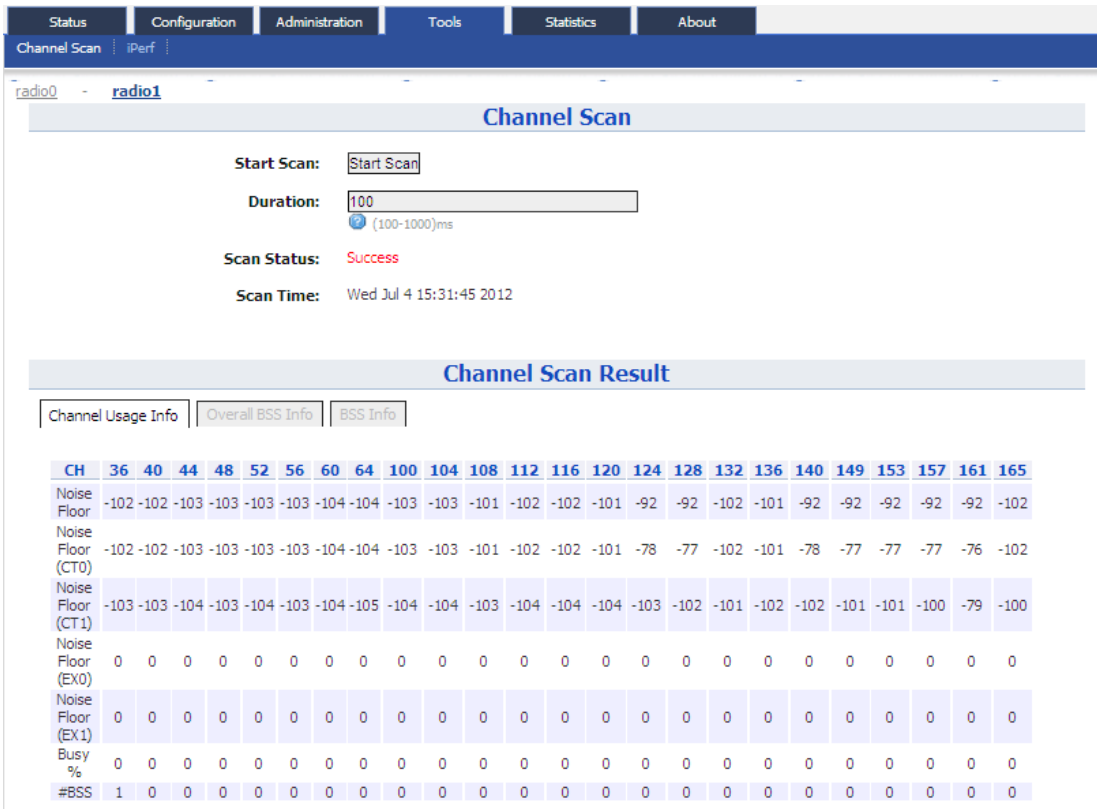 Status Configuration Administration Tools Statistics About
Channel Scan iPerf
radio0 - radio1
Channel Scan
Start Scan: Start Scan
Duration: 100
(100-1000)ms
Scan Status: Success
Scan Time: Wed Jul 4 15:31:45 2012
Channel Scan Result
Channel Usage Info Overall BSS Info BSS Info
CH 36 40 44 48 52 56 60 64 100 104 108 112 116 120 124 128 132 136 140 149 153 157 161 165
Noise Floor -102 -102 -103 -103 -103 -103 -104 -104 -103 -103 -101 -102 -102 -101 -92 -92 -102 -101 -92 -92 -92 -92 -92 -102
Noise Floor (CT0) -102 -102 -103 -103 -103 -103 -104 -104 -103 -103 -101 -102 -102 -101 -78 -77 -102 -101 -78 -77 -77 -77 -76 -102
Noise Floor (CT1) -103 -103 -104 -103 -104 -103 -104 -105 -104 -104 -103 -104 -104 -104 -103 -102 -101 -102 -102 -101 -101 -100 -79 -100
Noise Floor (EX0) 0 0 0 0 0 0 0 0 0 0 0 0 0 0 0 0 0 0 0 0 0 0 0 0
Noise Floor (EX1) 0 0 0 0 0 0 0 0 0 0 0 0 0 0 0 0 0 0 0 0 0 0 0 0
Busy % 0 0 0 0 0 0 0 0 0 0 0 0 0 0 0 0 0 0 0 0 0 0 0 0
#BSS 1 0 0 0 0 0 0 0 0 0 0 0 0 0 0 0 0 0 0 0 0 0 0 0